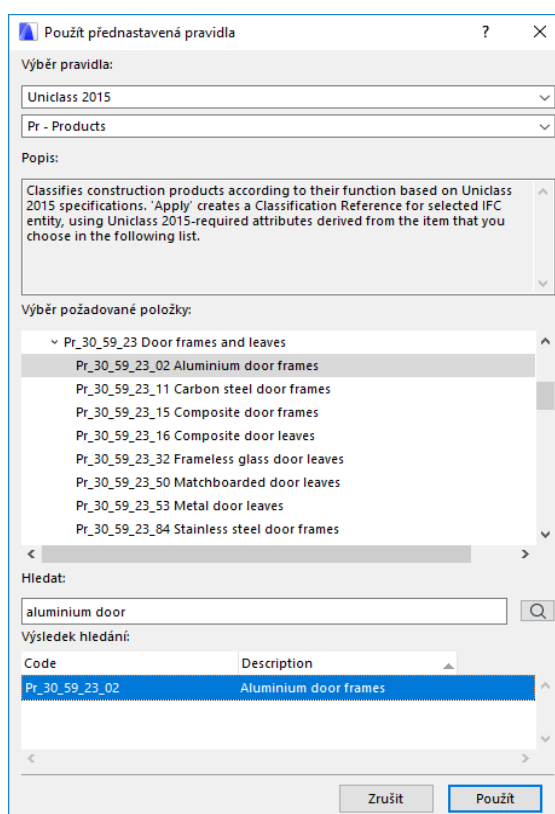 Použít přednastavená pravidla
Výběr pravidla:
Uniclass 2015
Pr - Products
Popis:
Classifies construction products according to their function based on Uniclass
2015 specifications. 'Apply' creates a Classification Reference for selected IFC
entity, using Uniclass 2015-required attributes derived from the item that you
choose in the following list.
Výběr požadované položky:
Pr_30_59_23 Door frames and leaves
Pr_30_59_23_02 Aluminium door frames
Pr_30_59_23_11 Carbon steel door frames
Pr_30_59_23_15 Composite door frames
Pr_30_59_23_16 Composite door leaves
Pr_30_59_23_32 Frameless glass door leaves
Pr_30_59_23_50 Matchboarded door leaves
Pr_30_59_23_53 Metal door leaves
Pr_30_59_23_84 Stainless steel door frames
Hledat:
aluminium door
Výsledek hledání:
Code Description
Pr_30_59_23_02 Aluminium door frames
Zrušit Použít